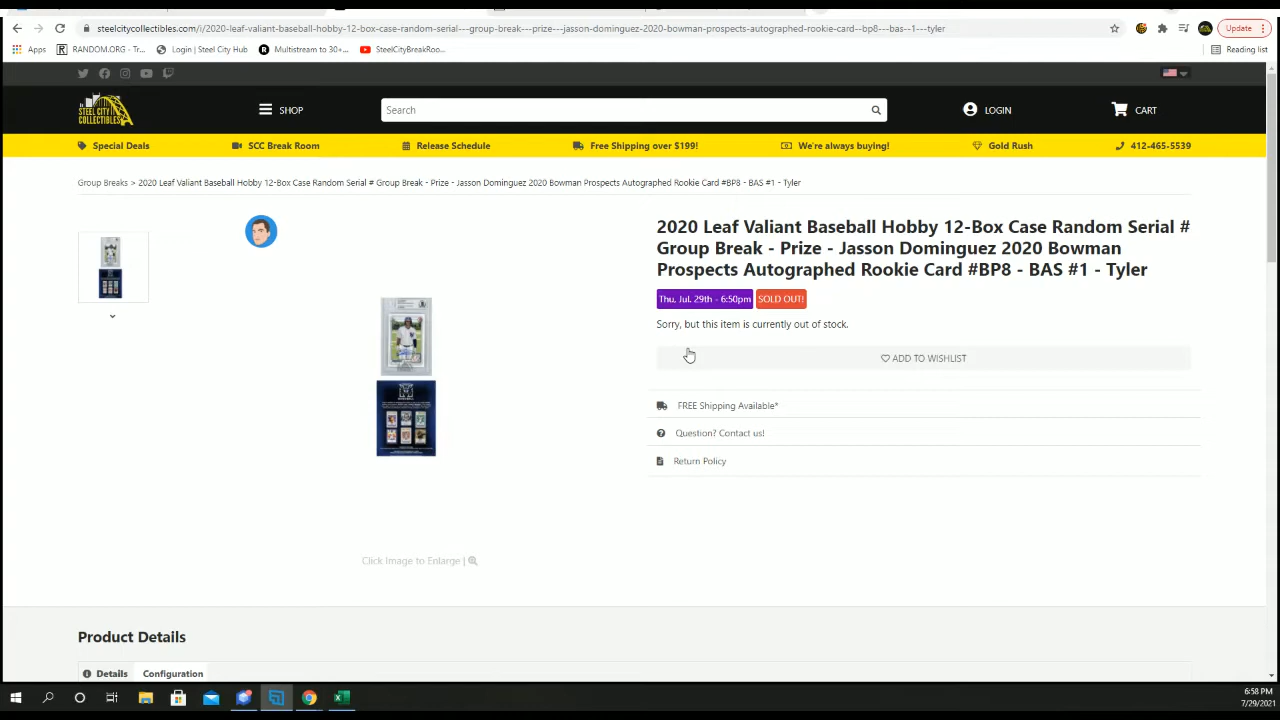 steelcitycollectibles.com/i/2020-leaf-valiant-baseball-hobby-12-box-case-random-serial---group-break---prize---jasson-dominguez-2020-bowman-prospects-autographed-rookie-card--bp8---bas--1---tyler
Update
Apps
RANDOM.ORG - Tr...
Login | Steel City Hub
Multistream to 30+...
SteelCityBreakRoo...
Reading list
STEEL CITY COLLECTIBLES
SHOP
Search
LOGIN
CART
Special Deals
SCC Break Room
Release Schedule
Free Shipping over $199!
We're always buying!
Gold Rush
412-465-5539
Group Breaks > 2020 Leaf Valiant Baseball Hobby 12-Box Case Random Serial # Group Break - Prize - Jasson Dominguez 2020 Bowman Prospects Autographed Rookie Card #BP8 - BAS #1 - Tyler
2020 Leaf Valiant Baseball Hobby 12-Box Case Random Serial #
Group Break - Prize - Jasson Dominguez 2020 Bowman
Prospects Autographed Rookie Card #BP8 - BAS #1 - Tyler
Thu, Jul. 29th - 6:50pm
SOLD OUT!
Sorry, but this item is currently out of stock.
ADD TO WISHLIST
FREE Shipping Available*
Question? Contact us!
Return Policy
Click Image to Enlarge |
Product Details
Details
Configuration
6:58 PM
7/29/2021